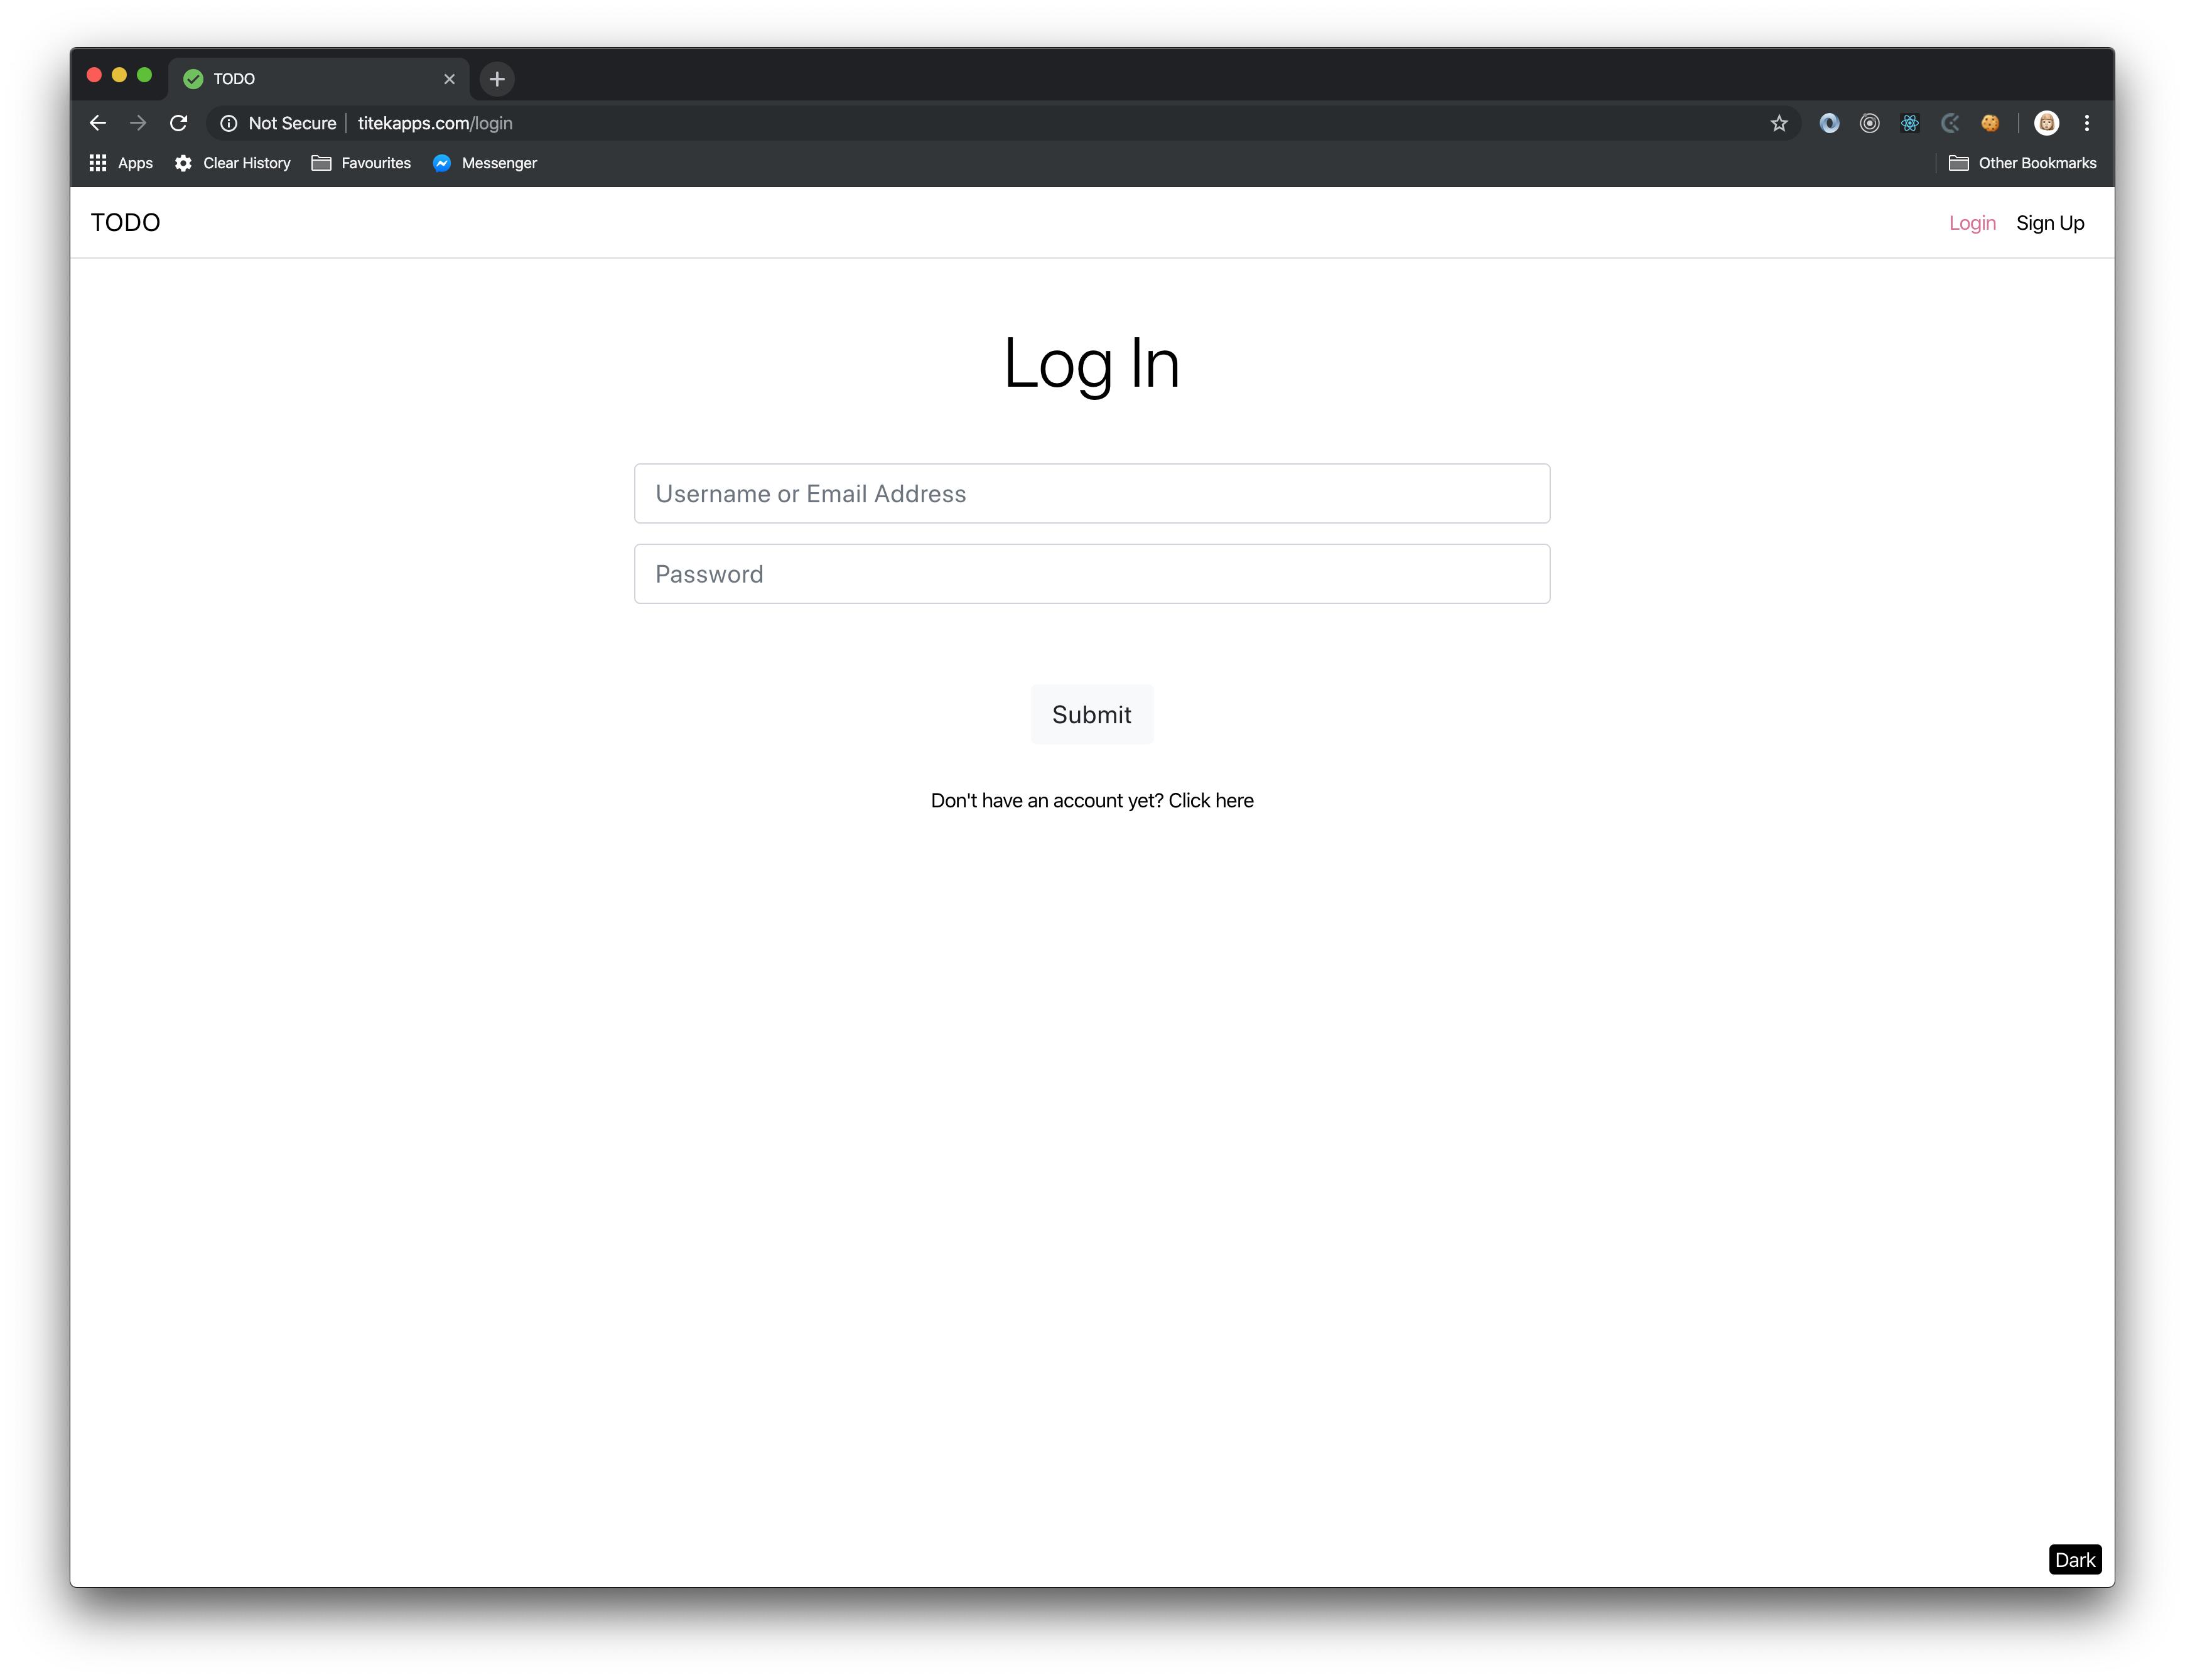 TODO
Not Secure titekapps.com/login
Apps Clear History Favourites Messenger Other Bookmarks
TODO Login Sign Up
Log In
Username or Email Address
Password
Submit
Don't have an account yet? Click here
Dark